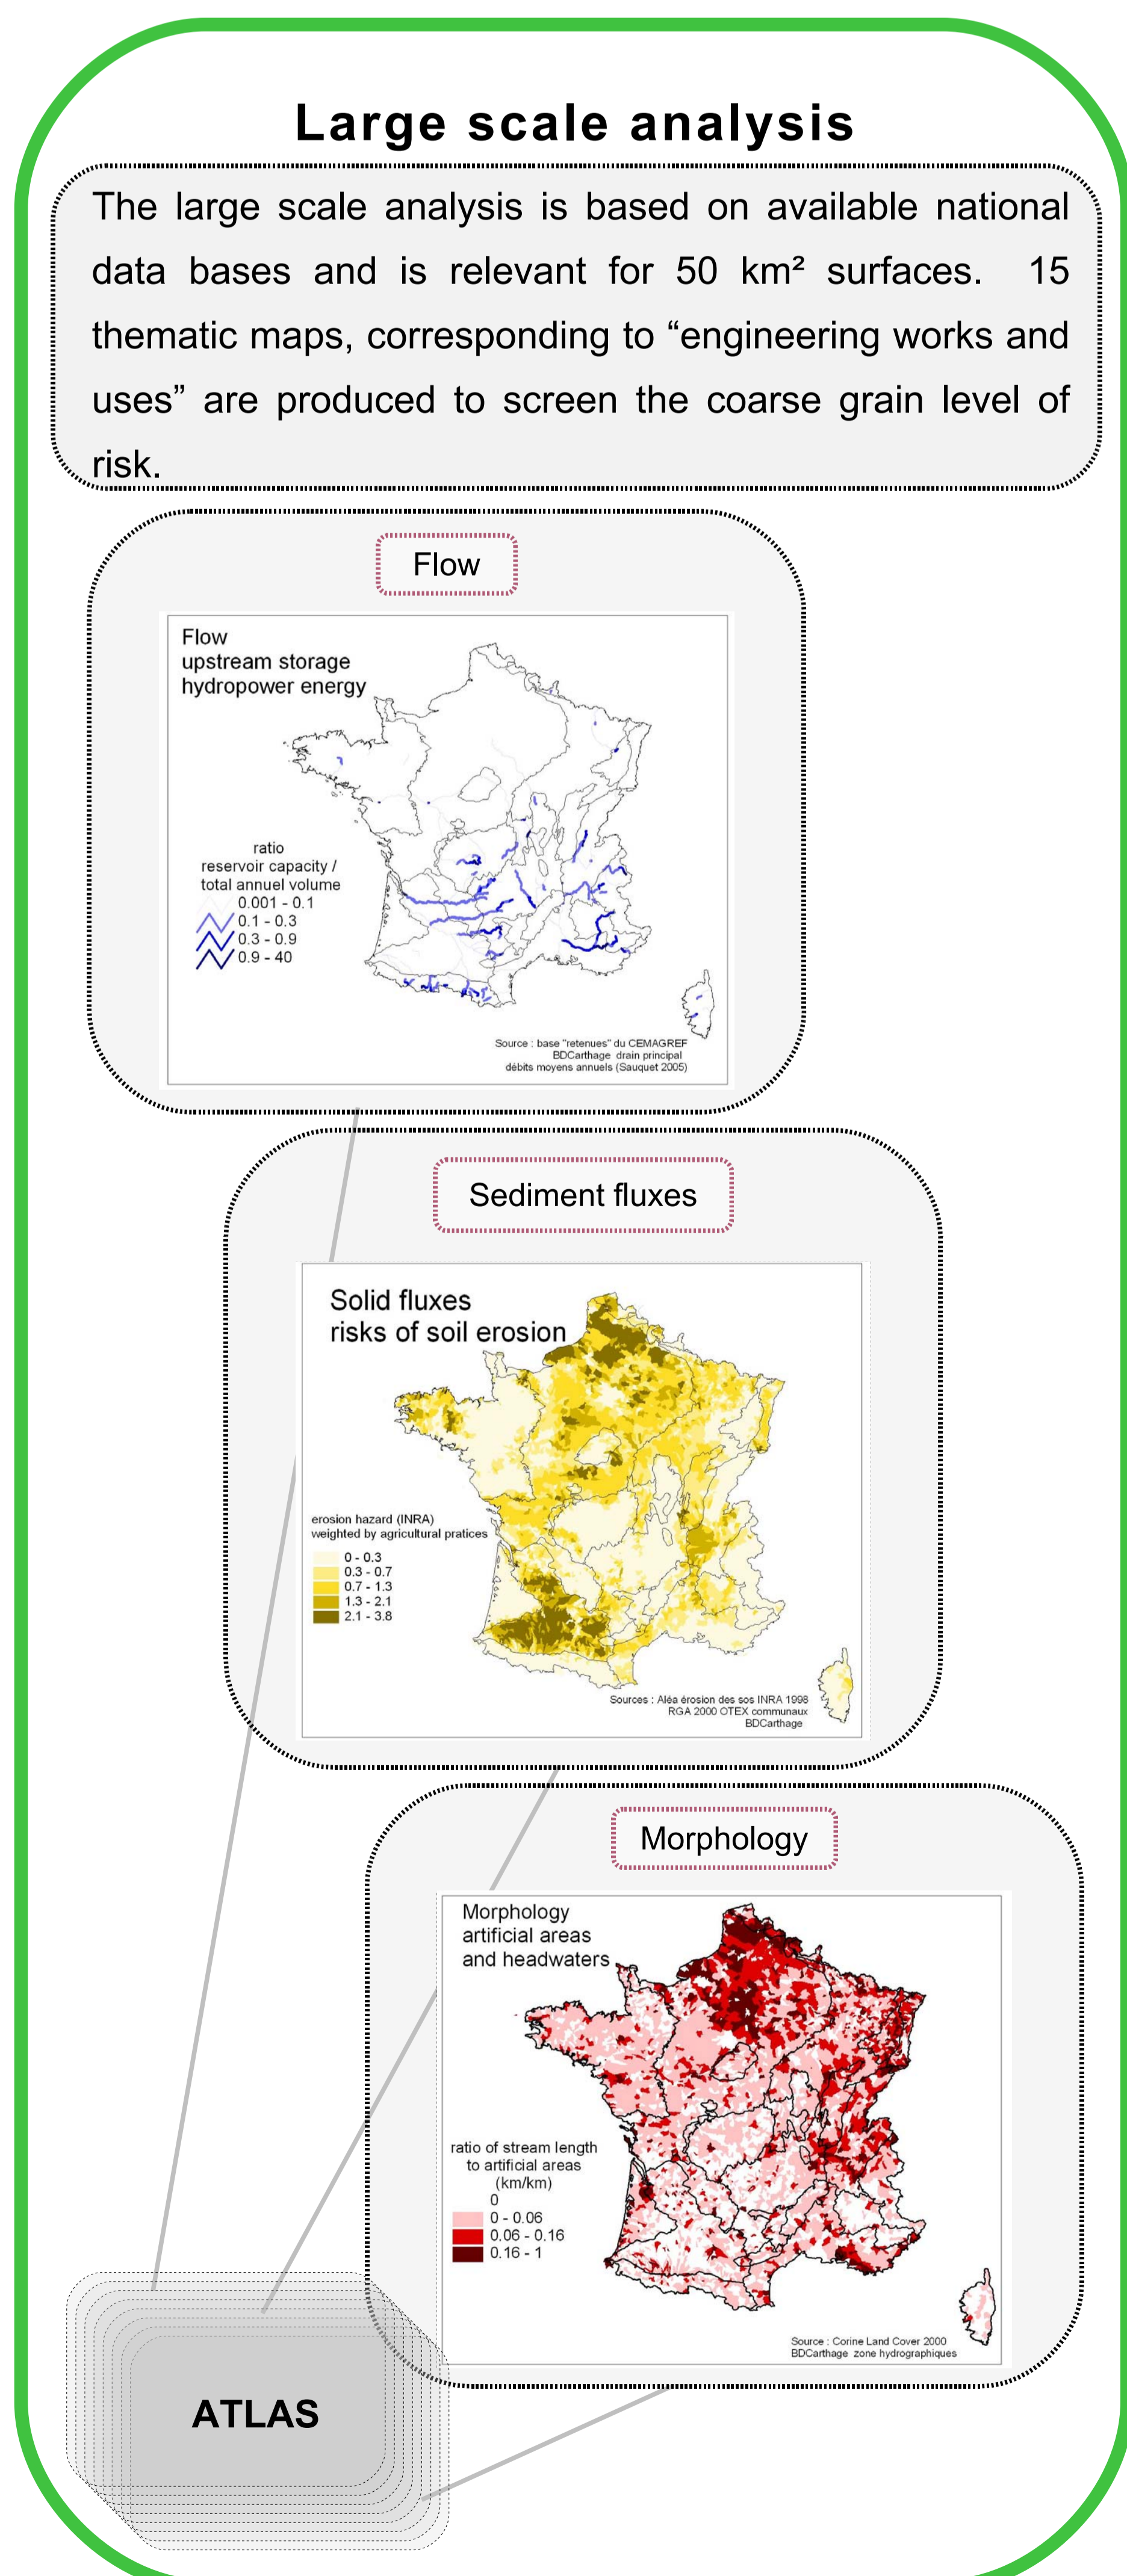 Large scale analysis
The large scale analysis is based on available national
data bases and is relevant for 50 km² surfaces. 15
thematic maps, corresponding to “engineering works and
uses” are produced to screen the coarse grain level of
risk.
Flow
Flow
upstream storage
hydropower energy
ratio
reservoir capacity /
total annuel volume
0.001 - 0.1
0.1 - 0.3
0.3 - 0.9
0.9 - 40
Source : base "retenues" du CEMAGREF
BDCarthage drain principal
débits moyens annuels (Sauquet 2005)
Sediment fluxes
Solid fluxes
risks of soil erosion
erosion hazard (INRA)
weighted by agricultural pratices
0 - 0.3
0.3 - 0.7
0.7 - 1.3
1.3 - 2.1
2.1 - 3.8
Sources : Aléa érosion des sos INRA 1998
RGA 2000 OTEX communaux
BDCarthage
Morphology
Morphology
artificial areas
and headwaters
ratio of stream length
to artificial areas
(km/km)
0
0 - 0.06
0.06 - 0.16
0.16 - 1
Source : Corine Land Cover 2000
BDCarthage zone hydrographiques
ATLAS